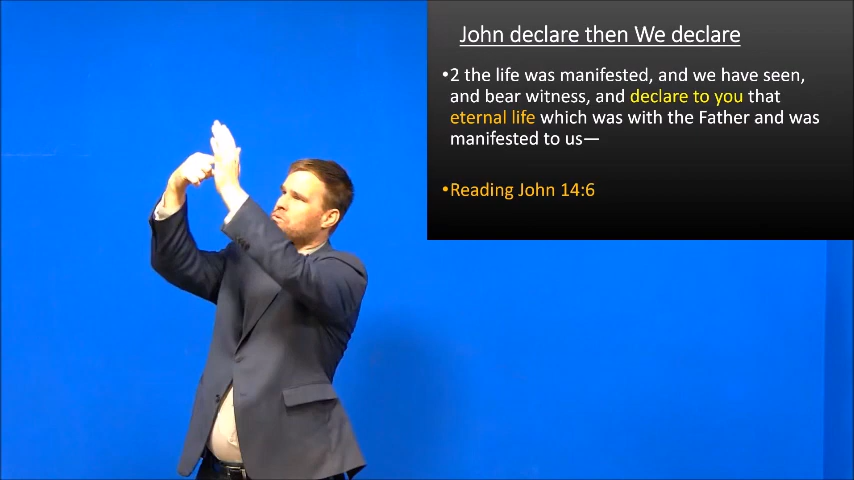 John declare then We declare
•2 the life was manifested, and we have seen,
and bear witness, and declare to you that
eternal life which was with the Father and was
manifested to us—
•Reading John 14:6